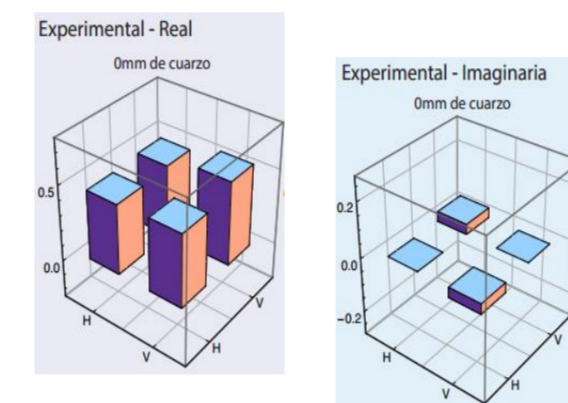 Experimental - Real
0mm de cuarzo
0.5
0.0
H
V
H
V
Experimental - Imaginaria
0mm de cuarzo
0.2
0.0
−0.2
H
V
H
V